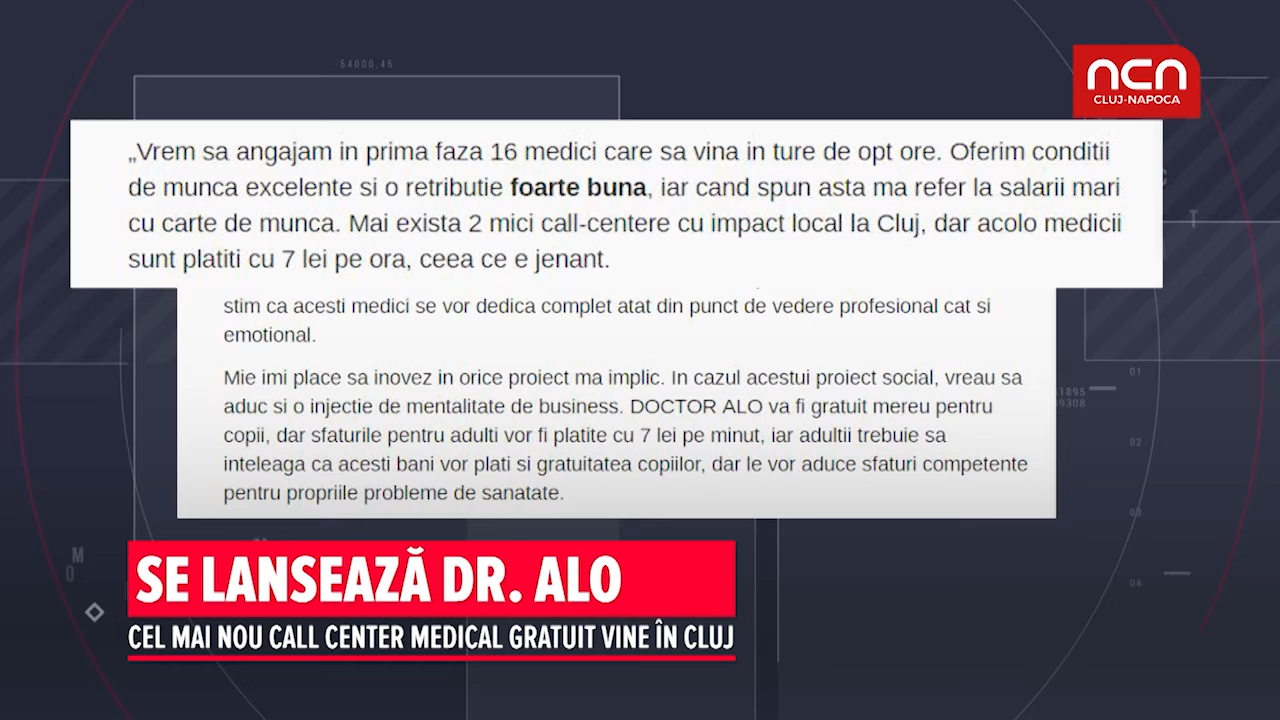 -54000.45
ncn
CLUJ-NAPOCA
„Vrem sa angajam in prima faza 16 medici care sa vina in ture de opt ore. Oferim conditii
de munca excelente si o retributie foarte buna, iar cand spun asta ma refer la salarii mari
cu carte de munca. Mai exista 2 mici call-centere cu impact local la Cluj, dar acolo medicii
sunt platiti cu 7 lei pe ora, ceea ce e jenant.
stim ca acesti medici se vor dedica complet atat din punct de vedere profesional cat si
emotional.
Mie imi place sa inovez in orice proiect ma implic. In cazul acestui proiect social, vreau sa
aduc si o injectie de mentalitate de business. DOCTOR ALO va fi gratuit mereu pentru
copii, dar sfaturile pentru adulti vor fi platite cu 7 lei pe minut, iar adultii trebuie sa
inteleaga ca acesti bani vor plati si gratuitatea copiilor, dar le vor aduce sfaturi competente
pentru propriile probleme de sanatate.
T
01
02
03
04
M
0
SE LANSEAZĂ DR. ALO
CEL MAI NOU CALL CENTER MEDICAL GRATUIT VINE ÎN CLUJ